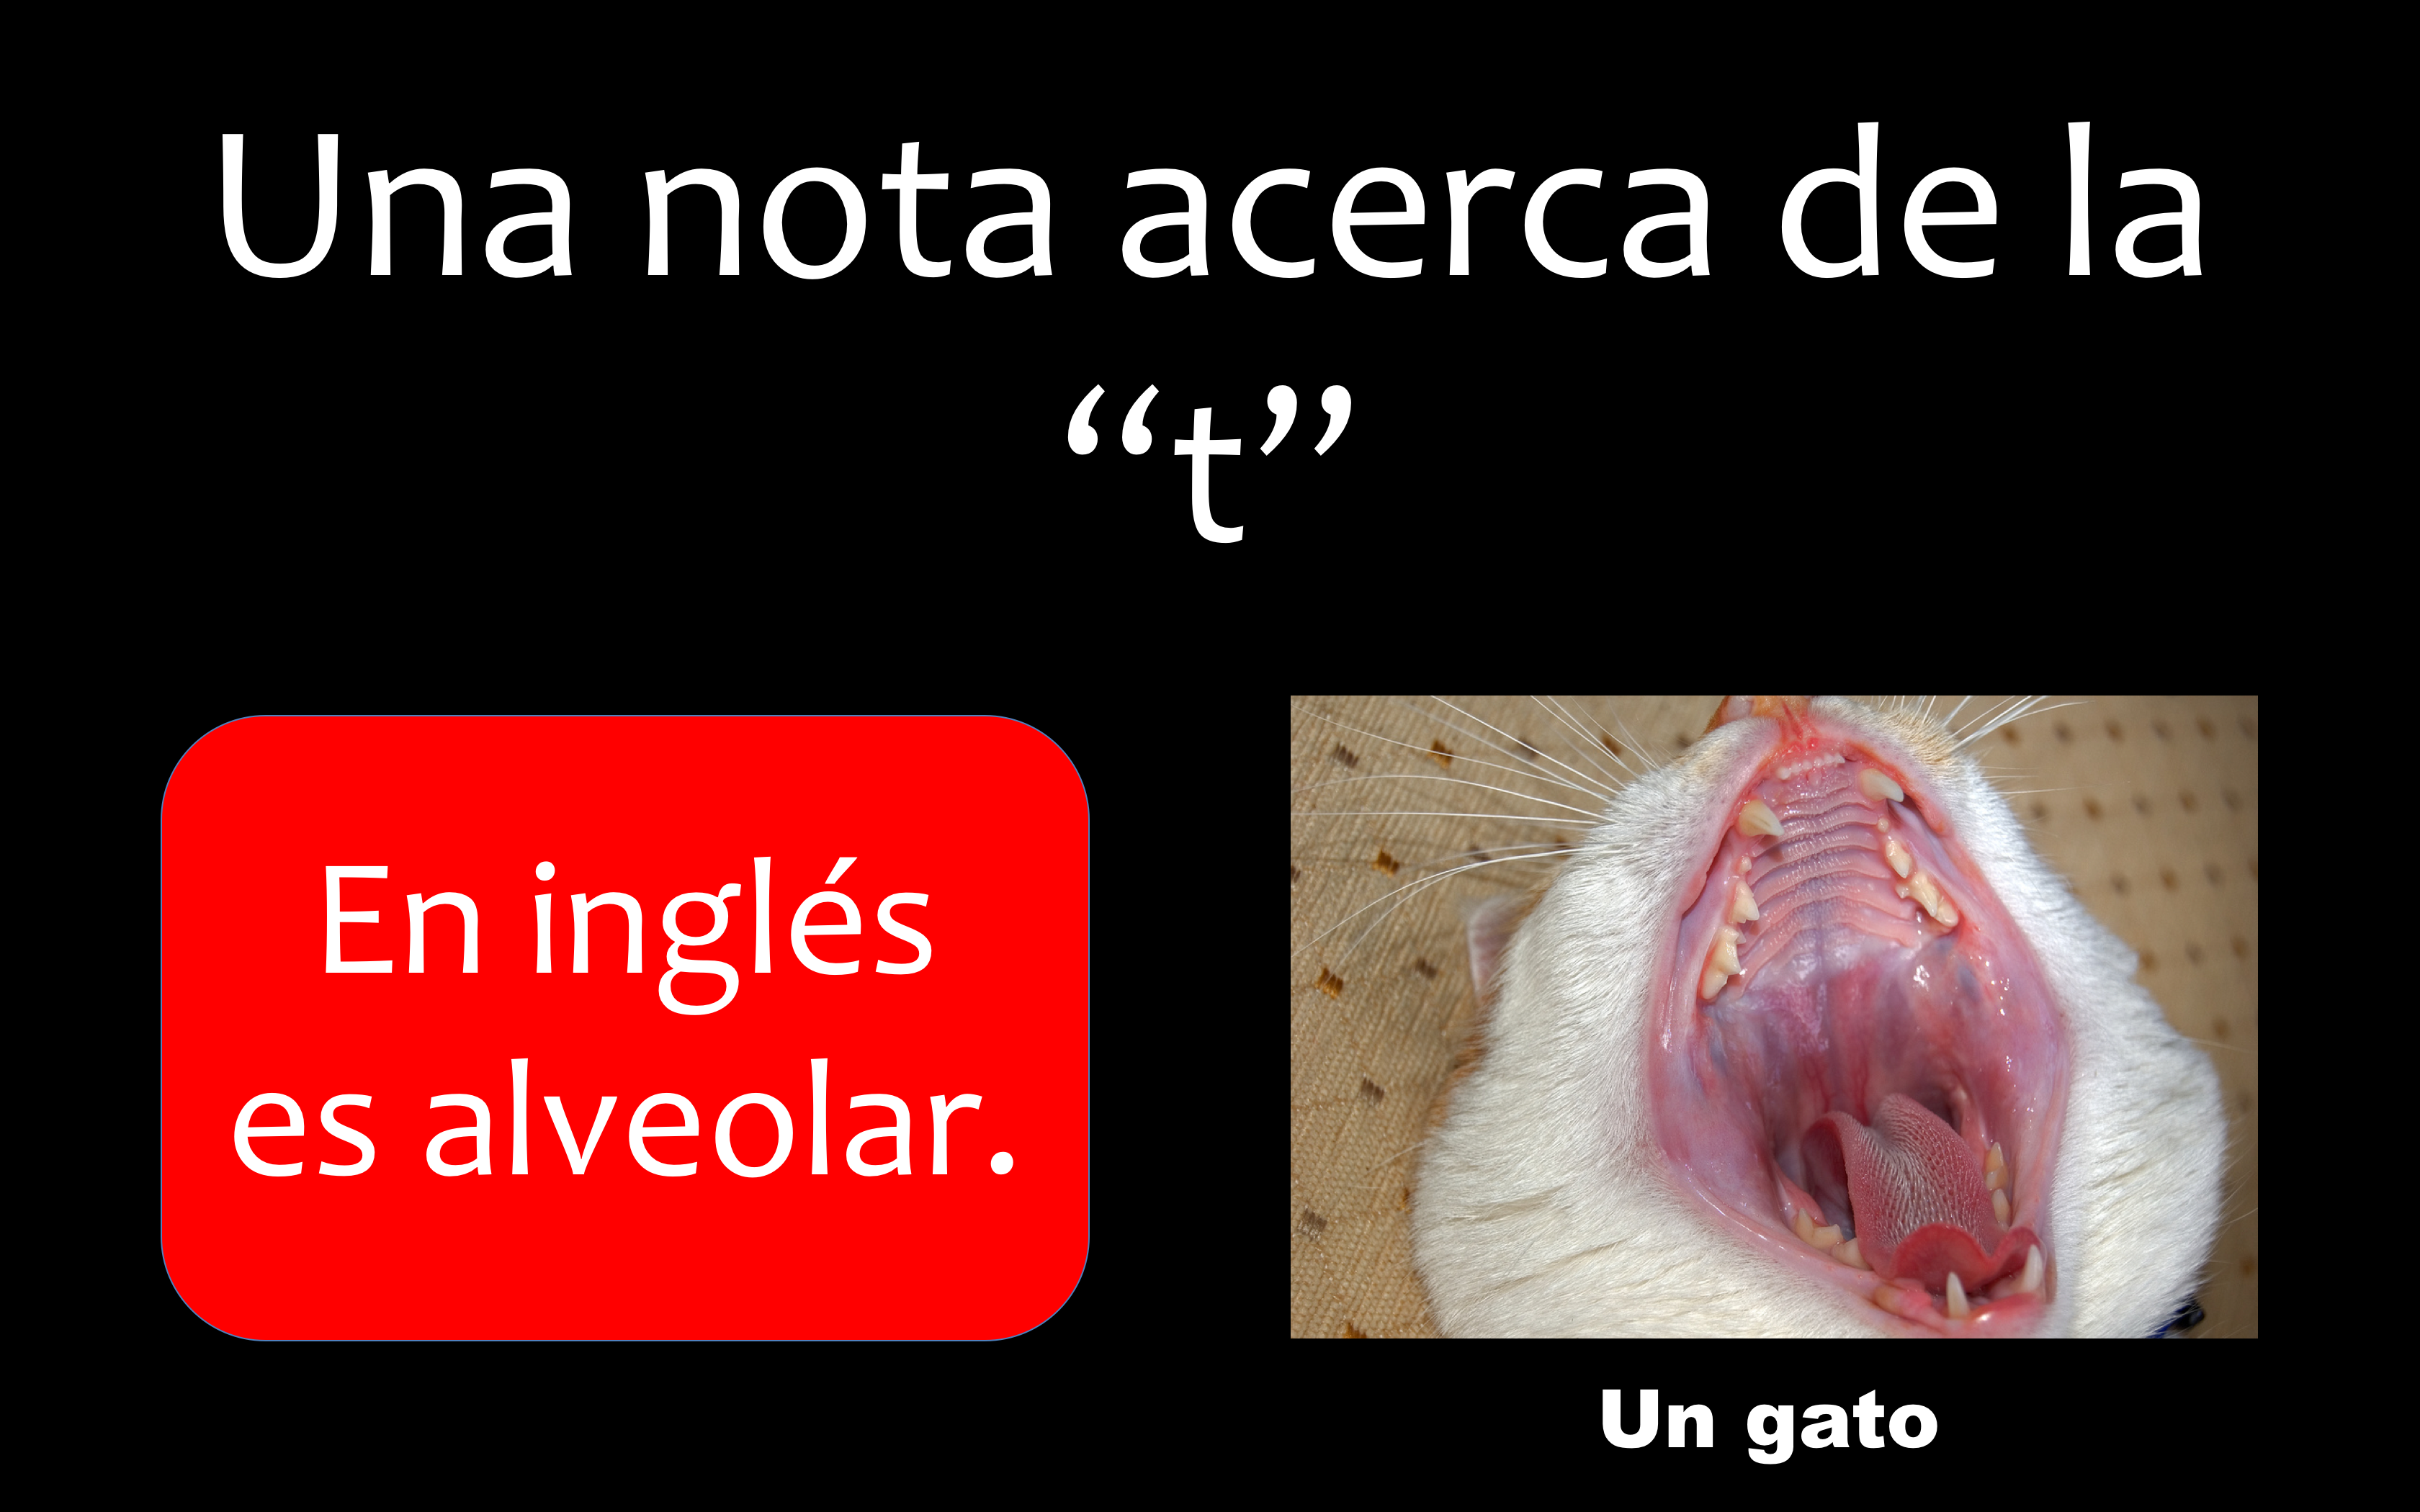 Una nota acerca de la
“t”
En inglés
es alveolar.
Un gato